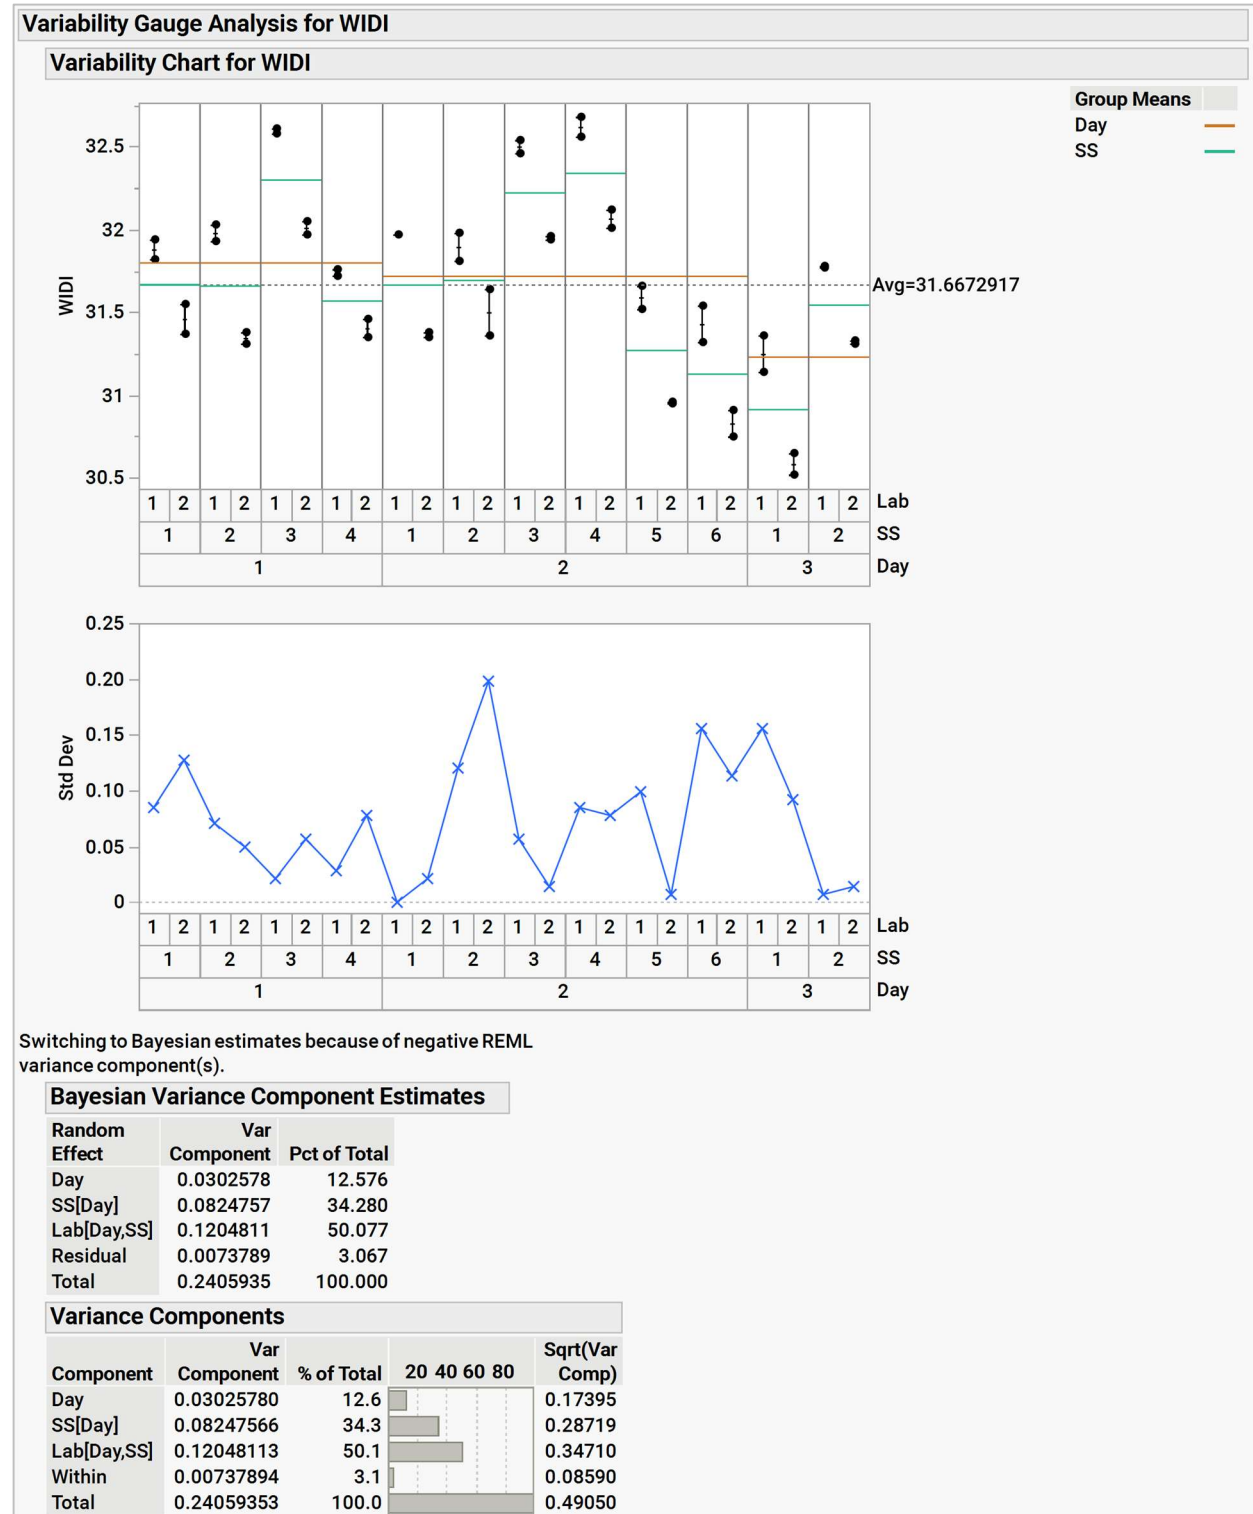 Variability Gauge Analysis for WIDI
Variability Chart for WIDI
Group Means
Day
SS
WIDI
32.5
32
31.5
31
30.5
Avg=31.6672917
1 2 1 2 1 2 1 2 1 2 1 2 1 2 1 2 1 2 1 2 1 2 1 2 Lab
1 2 3 4 1 2 3 4 5 6 1 2 SS
1 2 3 Day
Std Dev
0.25
0.20
0.15
0.10
0.05
0
1 2 1 2 1 2 1 2 1 2 1 2 1 2 1 2 1 2 1 2 1 2 1 2 Lab
1 2 3 4 1 2 3 4 5 6 1 2 SS
1 2 3 Day
Switching to Bayesian estimates because of negative REML
variance component(s).
Bayesian Variance Component Estimates
Random Var
Effect Component Pct of Total
Day 0.0302578 12.576
SS[Day] 0.0824757 34.280
Lab[Day,SS] 0.1204811 50.077
Residual 0.0073789 3.067
Total 0.2405935 100.000
Variance Components
Var Sqrt(Var
Component Component % of Total 20 40 60 80 Comp)
Day 0.03025780 12.6 0.17395
SS[Day] 0.08247566 34.3 0.28719
Lab[Day,SS] 0.12048113 50.1 0.34710
Within 0.00737894 3.1 0.08590
Total 0.24059353 100.0 0.49050